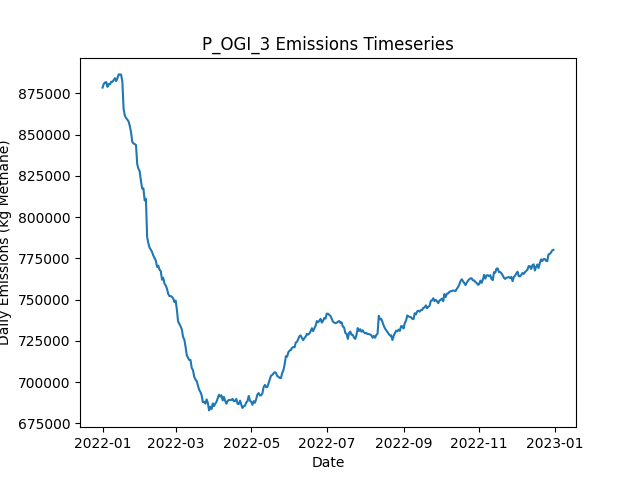 P_OGI_3 Emissions Timeseries
875000
850000
825000
800000
775000
750000
725000
700000
675000
Daily Emissions (kg Methane)
2022-01 2022-03 2022-05 2022-07 2022-09 2022-11 2023-01
Date